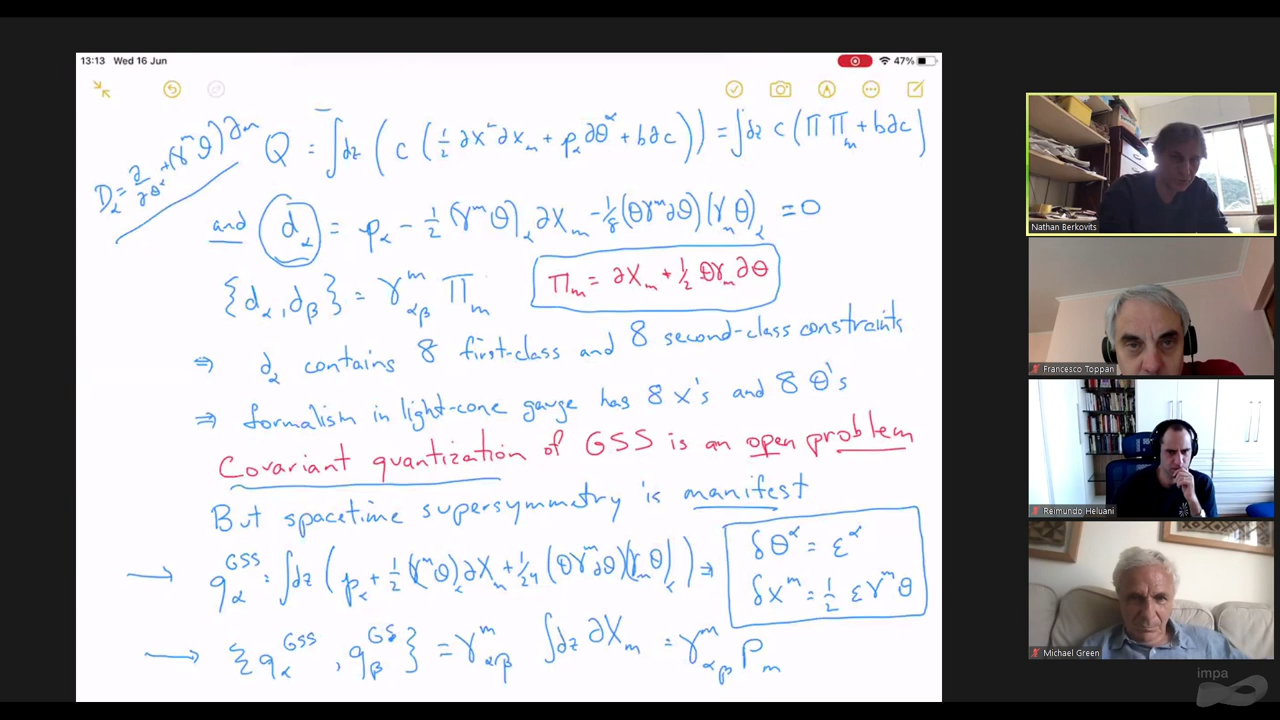 13:13 Wed 16 Jun
47%
D_α = ∂/∂θ^α + (γ^m θ)_α ∂_m
Q = ∫dz ( c ( ½ ∂x^m ∂x_m + p_α ∂θ^α + b∂c ) ) = ∫dz c ( Π Π_m + b∂c )
and d_α = p_α - ½ (γ^m θ)_α ∂x_m - ⅛ (θγ^m ∂θ)(γ_m θ)_α = 0
{d_α, d_β} = γ^m_αβ Π_m
Π_m = ∂x_m + ½ θγ_m ∂θ
⇒ d_α contains 8 first-class and 8 second-class constraints
⇒ formalism in light-cone gauge has 8 x's and 8 θ's
Covariant quantization of GSS is an open problem
But spacetime supersymmetry is manifest
→ q_α^GSS : ∫dz ( p_α + ½ (γ^m θ)_α ∂x_m + 1/24 (θγ^m ∂θ)(γ_m θ)_α ) ⇒
δθ^α = ε^α
δx^m = ½ εγ^m θ
→ {q_α^GSS, q_β^GS} = γ^m_αβ ∫dz ∂x_m = γ^m_αβ P_m
Nathan Berkovits
Francesco Toppan
Reimundo Heluani
Michael Green
impa